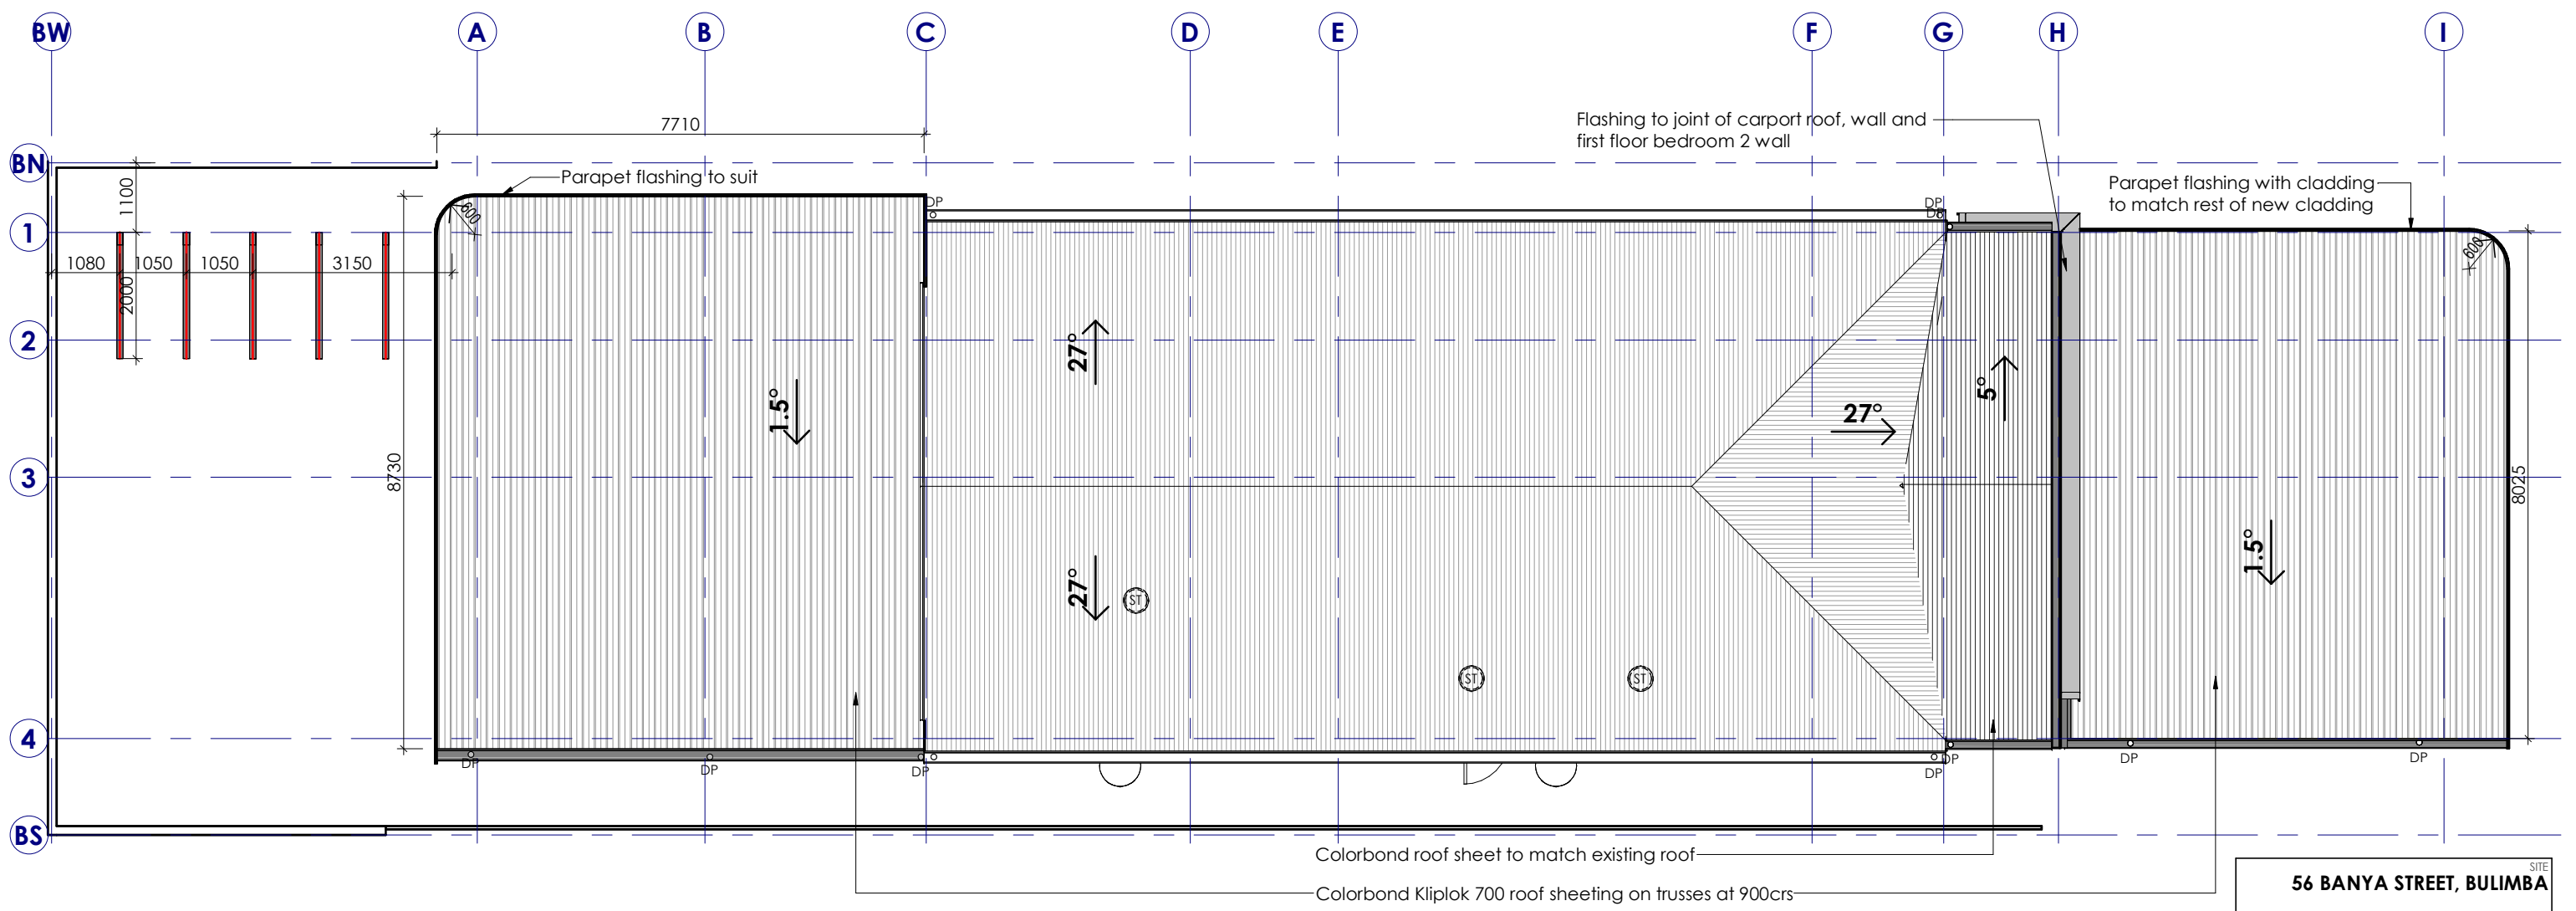 BW
A
B
C
D
E
F
G
H
I
7710
Flashing to joint of carport roof, wall and
first floor bedroom 2 wall
BN
1100
Parapet flashing to suit
Parapet flashing with cladding
to match rest of new cladding
600
DP
DP
DP
1
600
1080
1050
1050
3150
2000
2
27°
5°
1.5°
27°
3
8730
8025
1.5°
27°
ST
ST
ST
4
DP
DP
DP
DP
DP
DP
DP
BS
Colorbond roof sheet to match existing roof
Colorbond Kliplok 700 roof sheeting on trusses at 900crs
SITE
56 BANYA STREET, BULIMBA